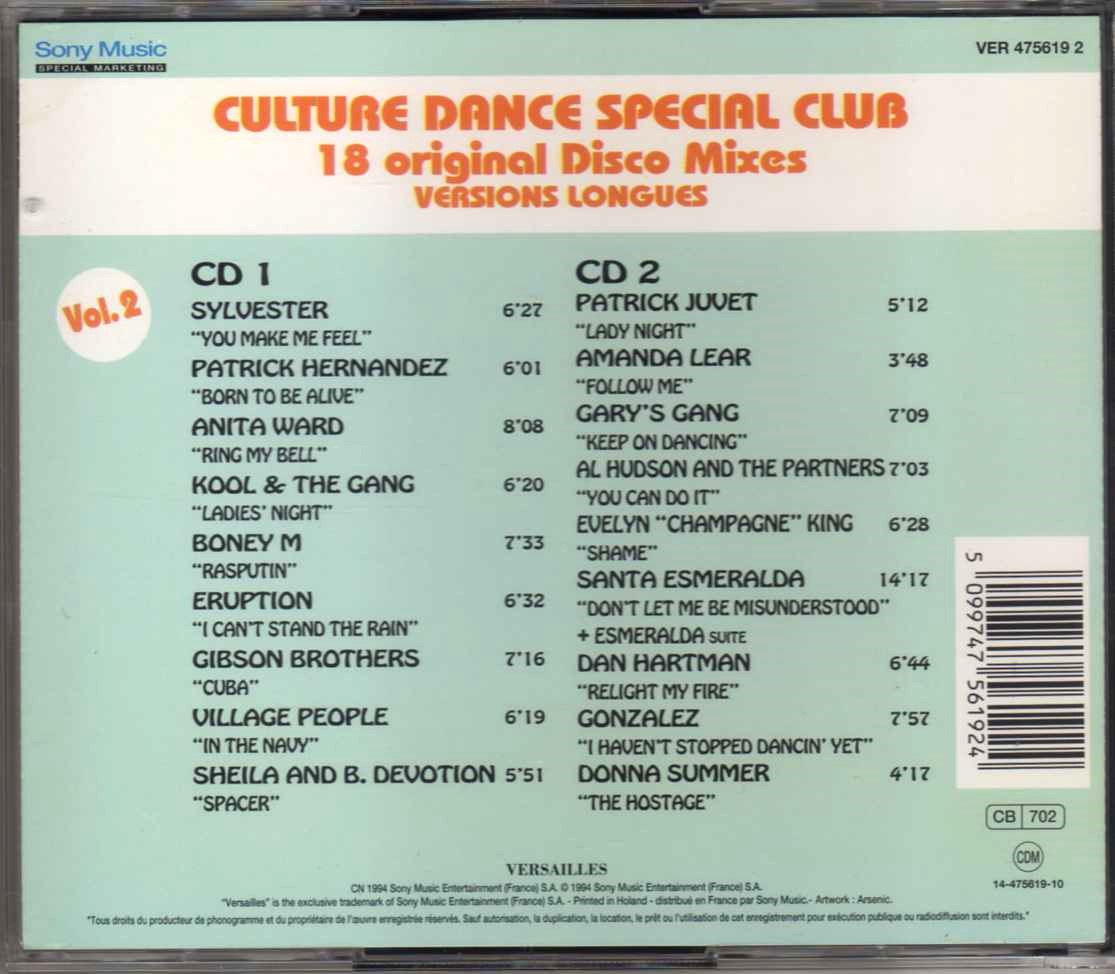 Sony Music
SPECIAL MARKETING
VER 475619 2
CULTURE DANCE SPECIAL CLUB
18 original Disco Mixes
VERSIONS LONGUES
Vol.2
CD 1
SYLVESTER 6'27
"YOU MAKE ME FEEL"
PATRICK HERNANDEZ 6'01
"BORN TO BE ALIVE"
ANITA WARD 8'08
"RING MY BELL"
KOOL & THE GANG 6'20
"LADIES' NIGHT"
BONEY M 7'33
"RASPUTIN"
ERUPTION 6'32
"I CAN'T STAND THE RAIN"
GIBSON BROTHERS 7'16
"CUBA"
VILLAGE PEOPLE 6'19
"IN THE NAVY"
SHEILA AND B. DEVOTION 5'51
"SPACER"
CD 2
PATRICK JUVET 5'12
"LADY NIGHT"
AMANDA LEAR 3'48
"FOLLOW ME"
GARY'S GANG 7'09
"KEEP ON DANCING"
AL HUDSON AND THE PARTNERS 7'03
"YOU CAN DO IT"
EVELYN "CHAMPAGNE" KING 6'28
"SHAME"
SANTA ESMERALDA 14'17
"DON'T LET ME BE MISUNDERSTOOD"
+ ESMERALDA SUITE
DAN HARTMAN 6'44
"RELIGHT MY FIRE"
GONZALEZ 7'57
"I HAVEN'T STOPPED DANCIN' YET"
DONNA SUMMER 4'17
"THE HOSTAGE"
5 099747 561924
CB 702
CDM
14-475619-10
VERSAILLES
CN 1994 Sony Music Entertainment (France) S.A. © 1994 Sony Music Entertainment (France) S.A.
"Versailles" is the exclusive trademark of Sony Music Entertainment (France) S.A. - Printed in Holand - distribué en France par Sony Music.- Artwork : Arsenic.
"Tous droits du producteur de phonogramme et du propriétaire de l'œuvre enregistrée réservés. Sauf autorisation, la duplication, la location, le prêt ou l'utilisation de cet enregistrement pour exécution publique ou radiodiffusion sont interdits."